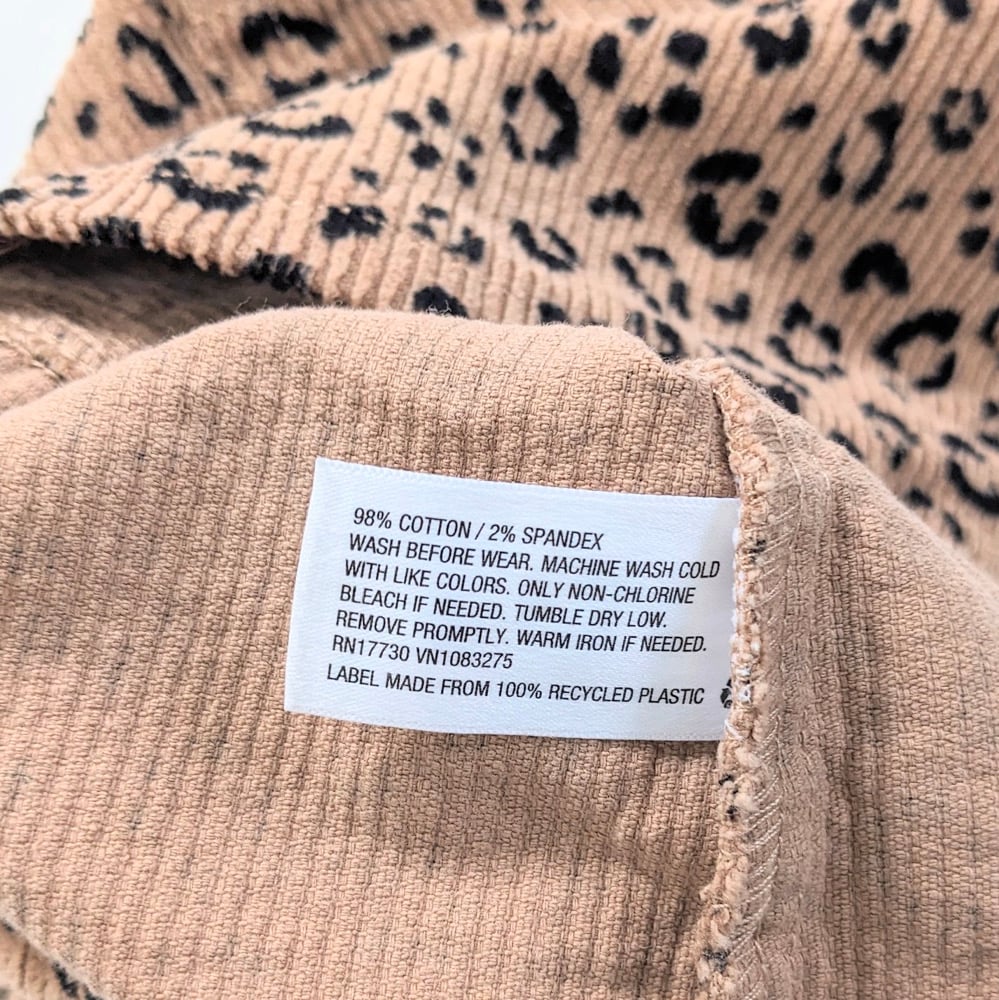 98% COTTON / 2% SPANDEX
WASH BEFORE WEAR. MACHINE WASH COLD
WITH LIKE COLORS. ONLY NON-CHLORINE
BLEACH IF NEEDED. TUMBLE DRY LOW.
REMOVE PROMPTLY. WARM IRON IF NEEDED.
RN17730 VN1083275
LABEL MADE FROM 100% RECYCLED PLASTIC